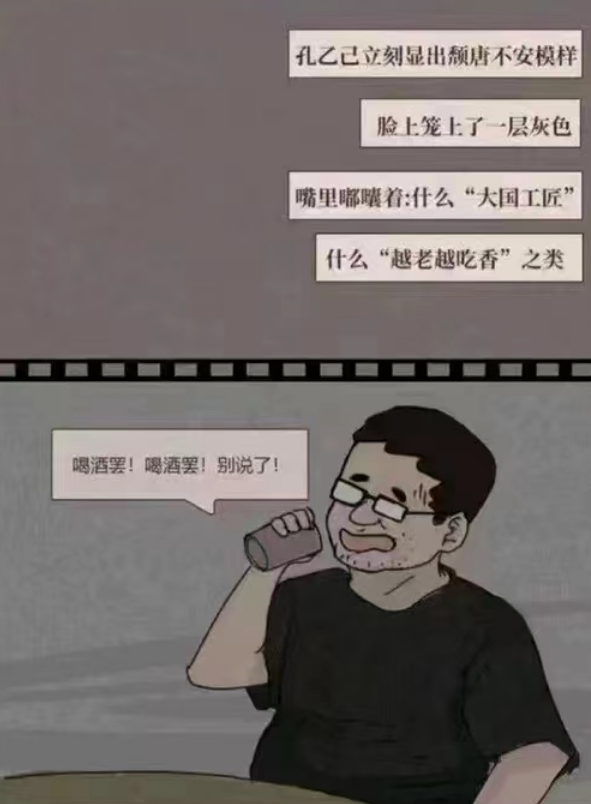 孔乙己立刻显出颓唐不安模样
脸上笼上了一层灰色
嘴里嘟囔着:什么“大国工匠”
什么“越老越吃香”之类
喝酒罢！喝酒罢！别说了！